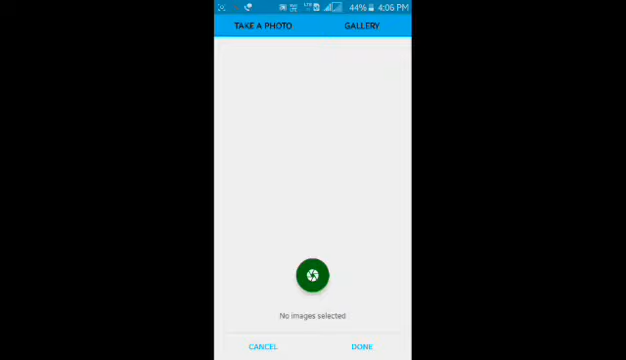 44% 4:06 PM
TAKE A PHOTO GALLERY
No images selected
CANCEL DONE